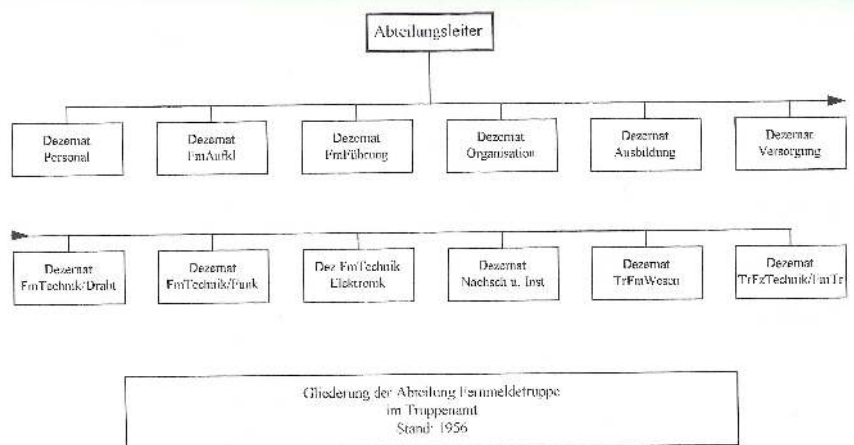 Abteilungsleiter
Dezernat
Personal
Dezernat
FmAufkl
Dezernat
FmFührung
Dezernat
Organisation
Dezernat
Ausbildung
Dezernat
Versorgung
Dezernat
FmTechnik/Draht
Dezernat
FmTechnik/Funk
Dez FmTechnik
Elektronik
Dezernat
Nachsch u. Inst
Dezernat
TrFmWesen
Dezernat
TrFzTechnik/FmTr
Gliederung der Abteilung Fernmeldetruppe
im Truppenamt
Stand: 1956